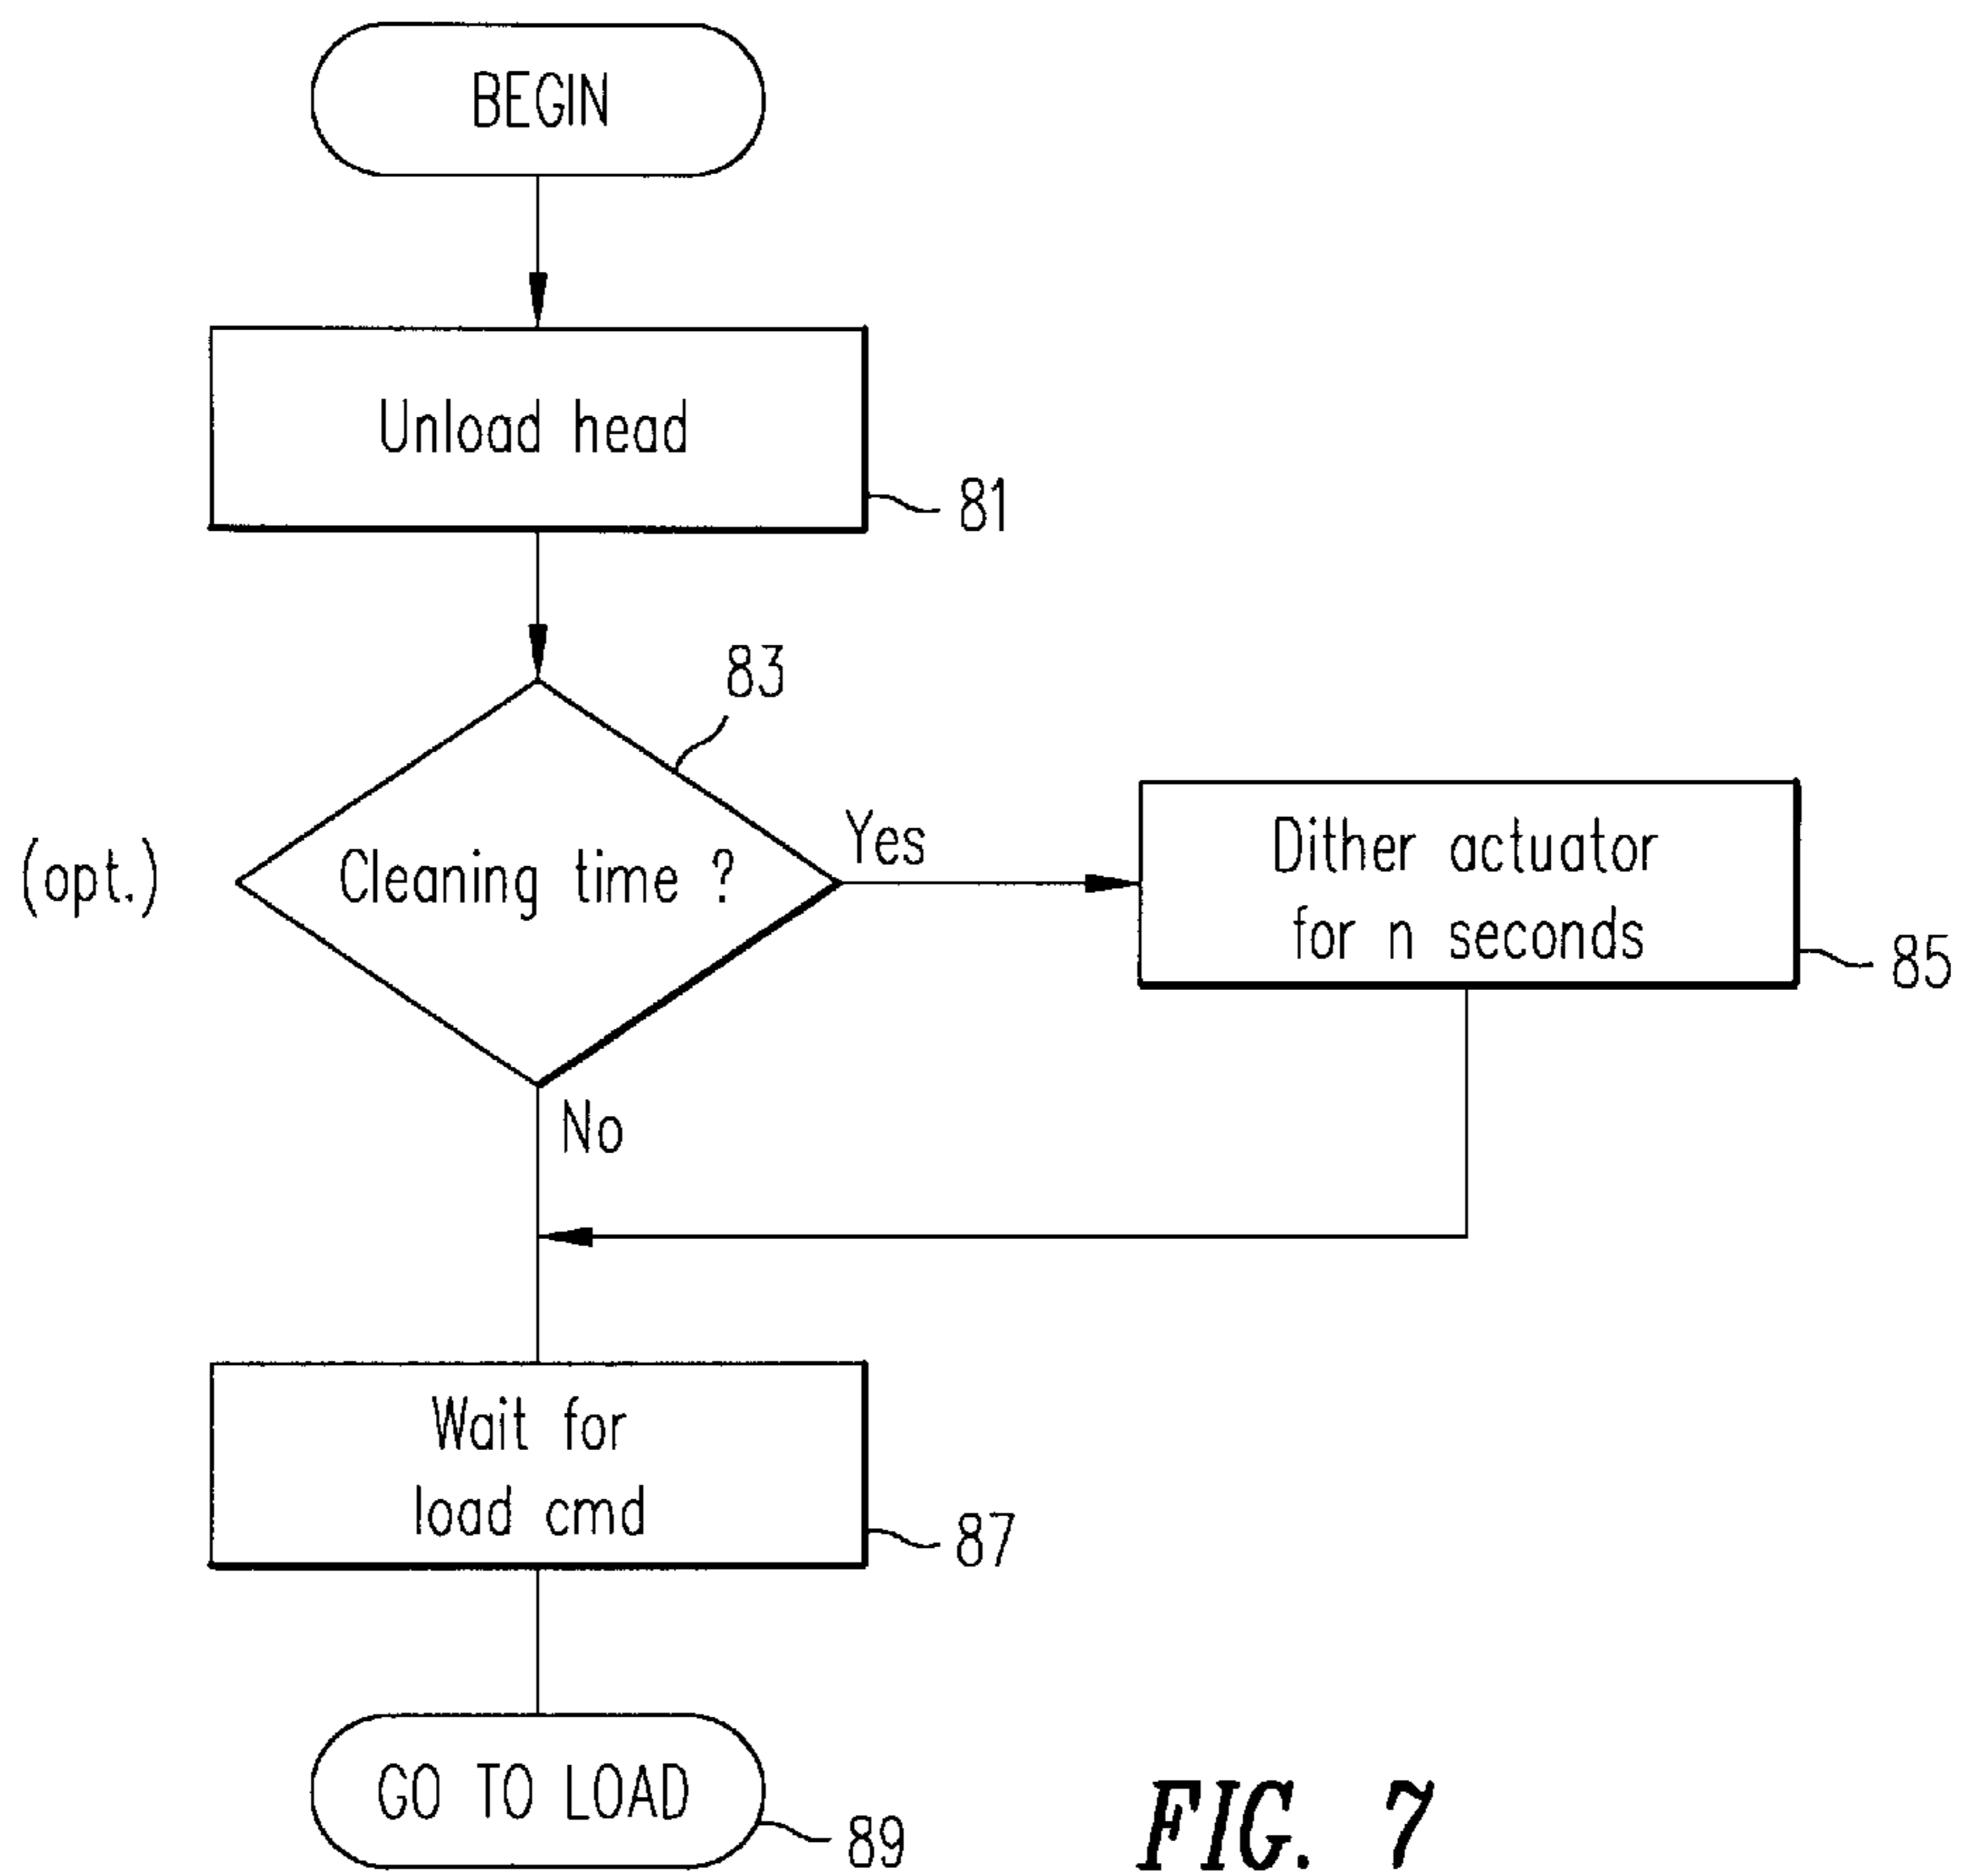 BEGIN
Unload head
81
83
(opt.)
Cleaning time ?
Yes
Dither actuator
for n seconds
85
No
Wait for
load cmd
87
GO TO LOAD
89
FIG. 7